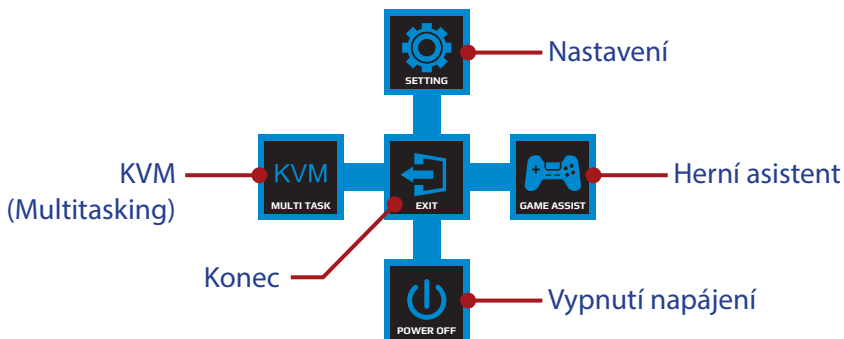 SETTING
Nastavení
KVM
(Multitasking)
KVM
MULTI TASK
EXIT
GAME ASSIST
Herní asistent
Konec
POWER OFF
Vypnutí napájení